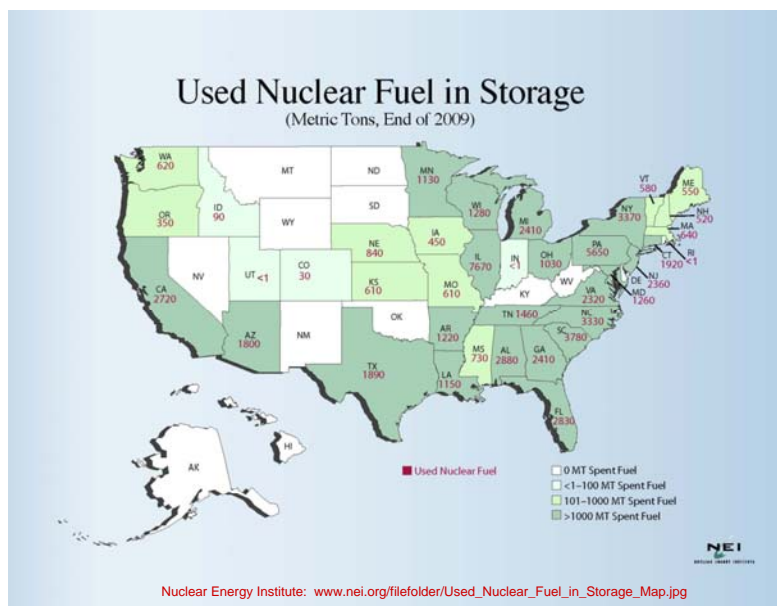 Used Nuclear Fuel in Storage
(Metric Tons, End of 2009)
WA
620
MT
ND
MN
1130
VT
580
ME
550
OR
350
ID
90
WY
SD
WI
1280
MI
2410
NY
3370
NH
520
MA
640
NV
UT <1
CO
30
NE
840
IA
450
IL
7670
IN
<1
OH
1030
PA
5650
CT
1920
RI
<1
NJ
2360
DE
MD
1260
CA
2720
KS
610
MO
610
KY
WV
VA
2320
AZ
1800
NM
OK
AR
1220
TN 1460
NC
3330
SC
3780
TX
1890
LA
1150
MS
730
AL
2880
GA
2410
FL
2830
AK
HI
Used Nuclear Fuel
0 MT Spent Fuel
<1–100 MT Spent Fuel
101–1000 MT Spent Fuel
>1000 MT Spent Fuel
NEI
NUCLEAR ENERGY INSTITUTE
Nuclear Energy Institute: www.nei.org/filefolder/Used_Nuclear_Fuel_in_Storage_Map.jpg